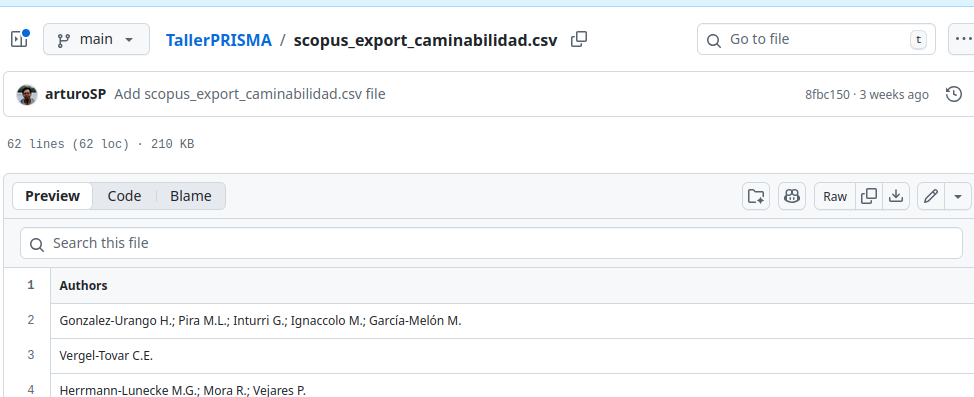 main
TallerPRISMA / scopus_export_caminabilidad.csv
Go to file t
arturoSP Add scopus_export_caminabilidad.csv file
8fbc150 · 3 weeks ago
62 lines (62 loc) · 210 KB
Preview Code Blame
Raw
Search this file
1 Authors
2 Gonzalez-Urango H.; Pira M.L.; Inturri G.; Ignaccolo M.; García-Melón M.
3 Vergel-Tovar C.E.
4 Herrmann-Lunecke M.G.; Mora R.; Vejares P.